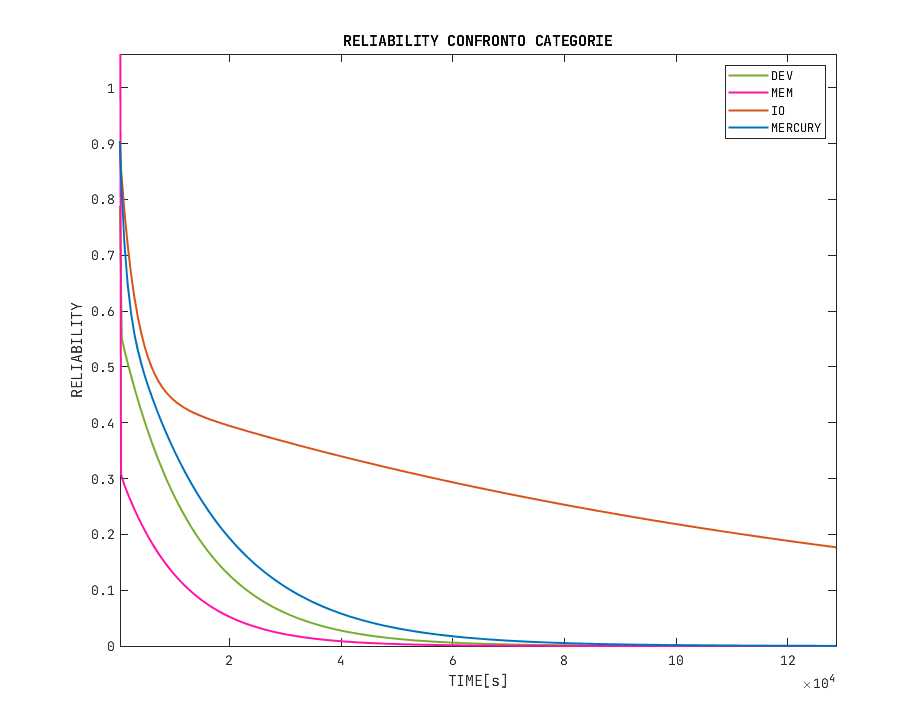 RELIABILITY CONFRONTO CATEGORIE
DEV
MEM
IO
MERCURY
RELIABILITY
1
0.9
0.8
0.7
0.6
0.5
0.4
0.3
0.2
0.1
0
2
4
6
8
10
12
×10⁴
TIME[s]